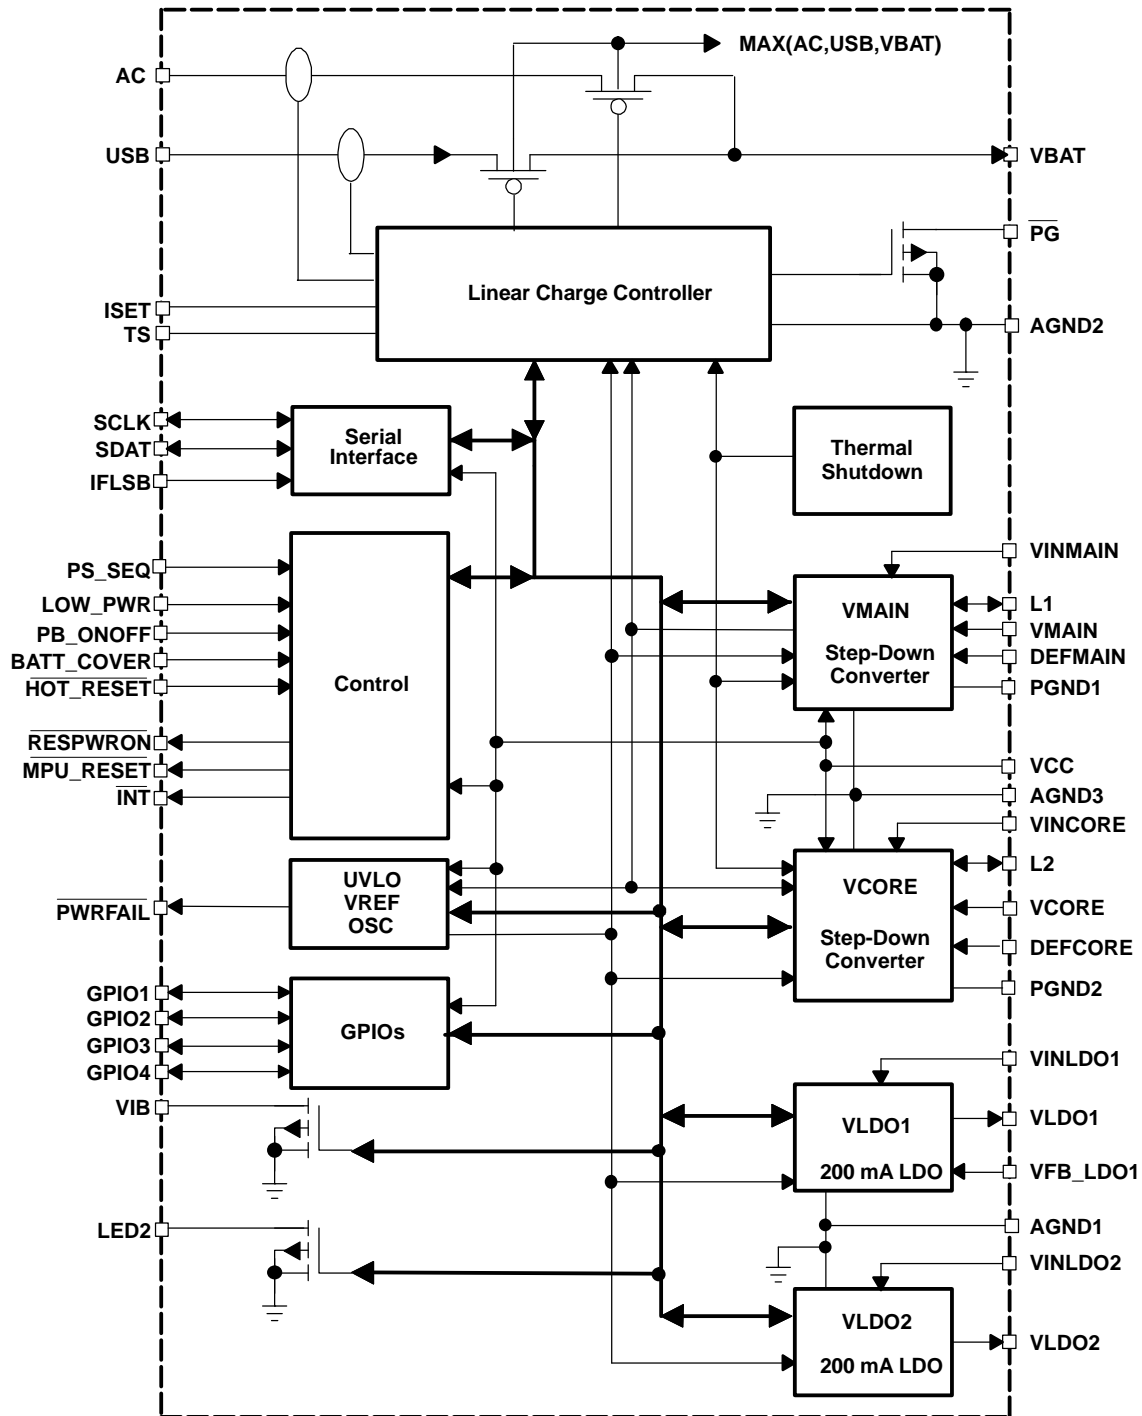 MAX(AC,USB,VBAT)
AC
USB
VBAT
PG
Linear Charge Controller
ISET
TS
AGND2
SCLK
SDAT
IFLSB
Serial
Interface
Thermal
Shutdown
PS_SEQ
LOW_PWR
PB_ONOFF
BATT_COVER
HOT_RESET
RESPWRON
MPU_RESET
INT
Control
VINMAIN
L1
VMAIN
DEFMAIN
PGND1
VMAIN
Step-Down
Converter
VCC
AGND3
VINCORE
L2
VCORE
DEFCORE
PGND2
VCORE
Step-Down
Converter
PWRFAIL
UVLO
VREF
OSC
GPIO1
GPIO2
GPIO3
GPIO4
GPIOs
VIB
LED2
VINLDO1
VLDO1
VFB_LDO1
AGND1
VINLDO2
VLDO2
VLDO1
200 mA LDO
VLDO2
200 mA LDO